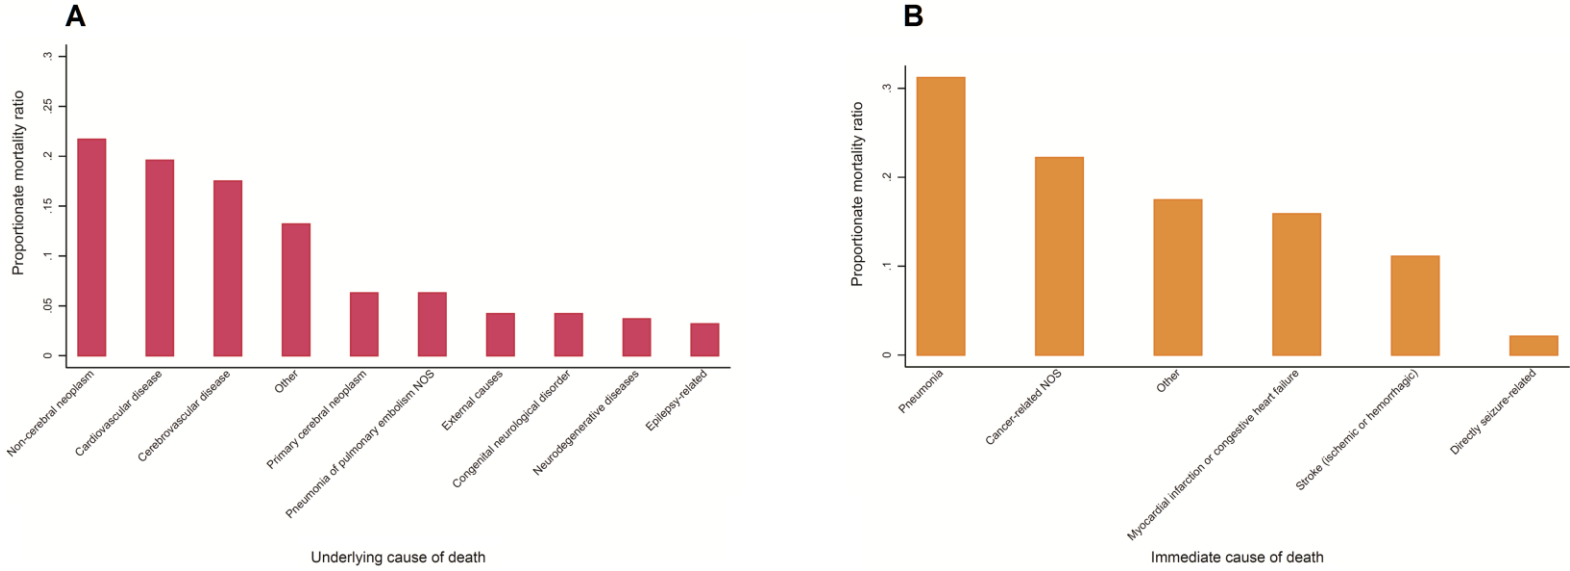 A
Proportionate mortality ratio
.3
.25
.2
.15
.1
.05
0
Non-cerebral neoplasm
Cardiovascular disease
Cerebrovascular disease
Other
Primary cerebral neoplasm
Pneumonia of pulmonary embolism NOS
External causes
Congenital neurological disorder
Neurodegenerative diseases
Epilepsy-related
Underlying cause of death
B
Proportionate mortality ratio
.3
.2
.1
0
Pneumonia
Cancer-related NOS
Other
Myocardial infarction or congestive heart failure
Stroke (ischemic or hemorrhagic)
Directly seizure-related
Immediate cause of death